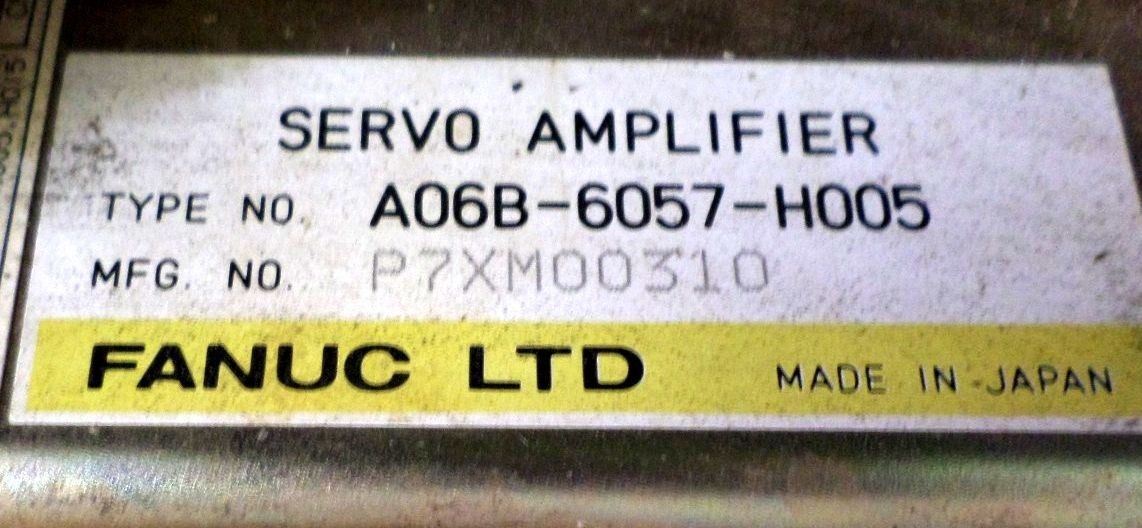 SERVO AMPLIFIER
TYPE NO. A06B-6057-H005
MFG. NO. P7XM00310
FANUC LTD MADE IN JAPAN